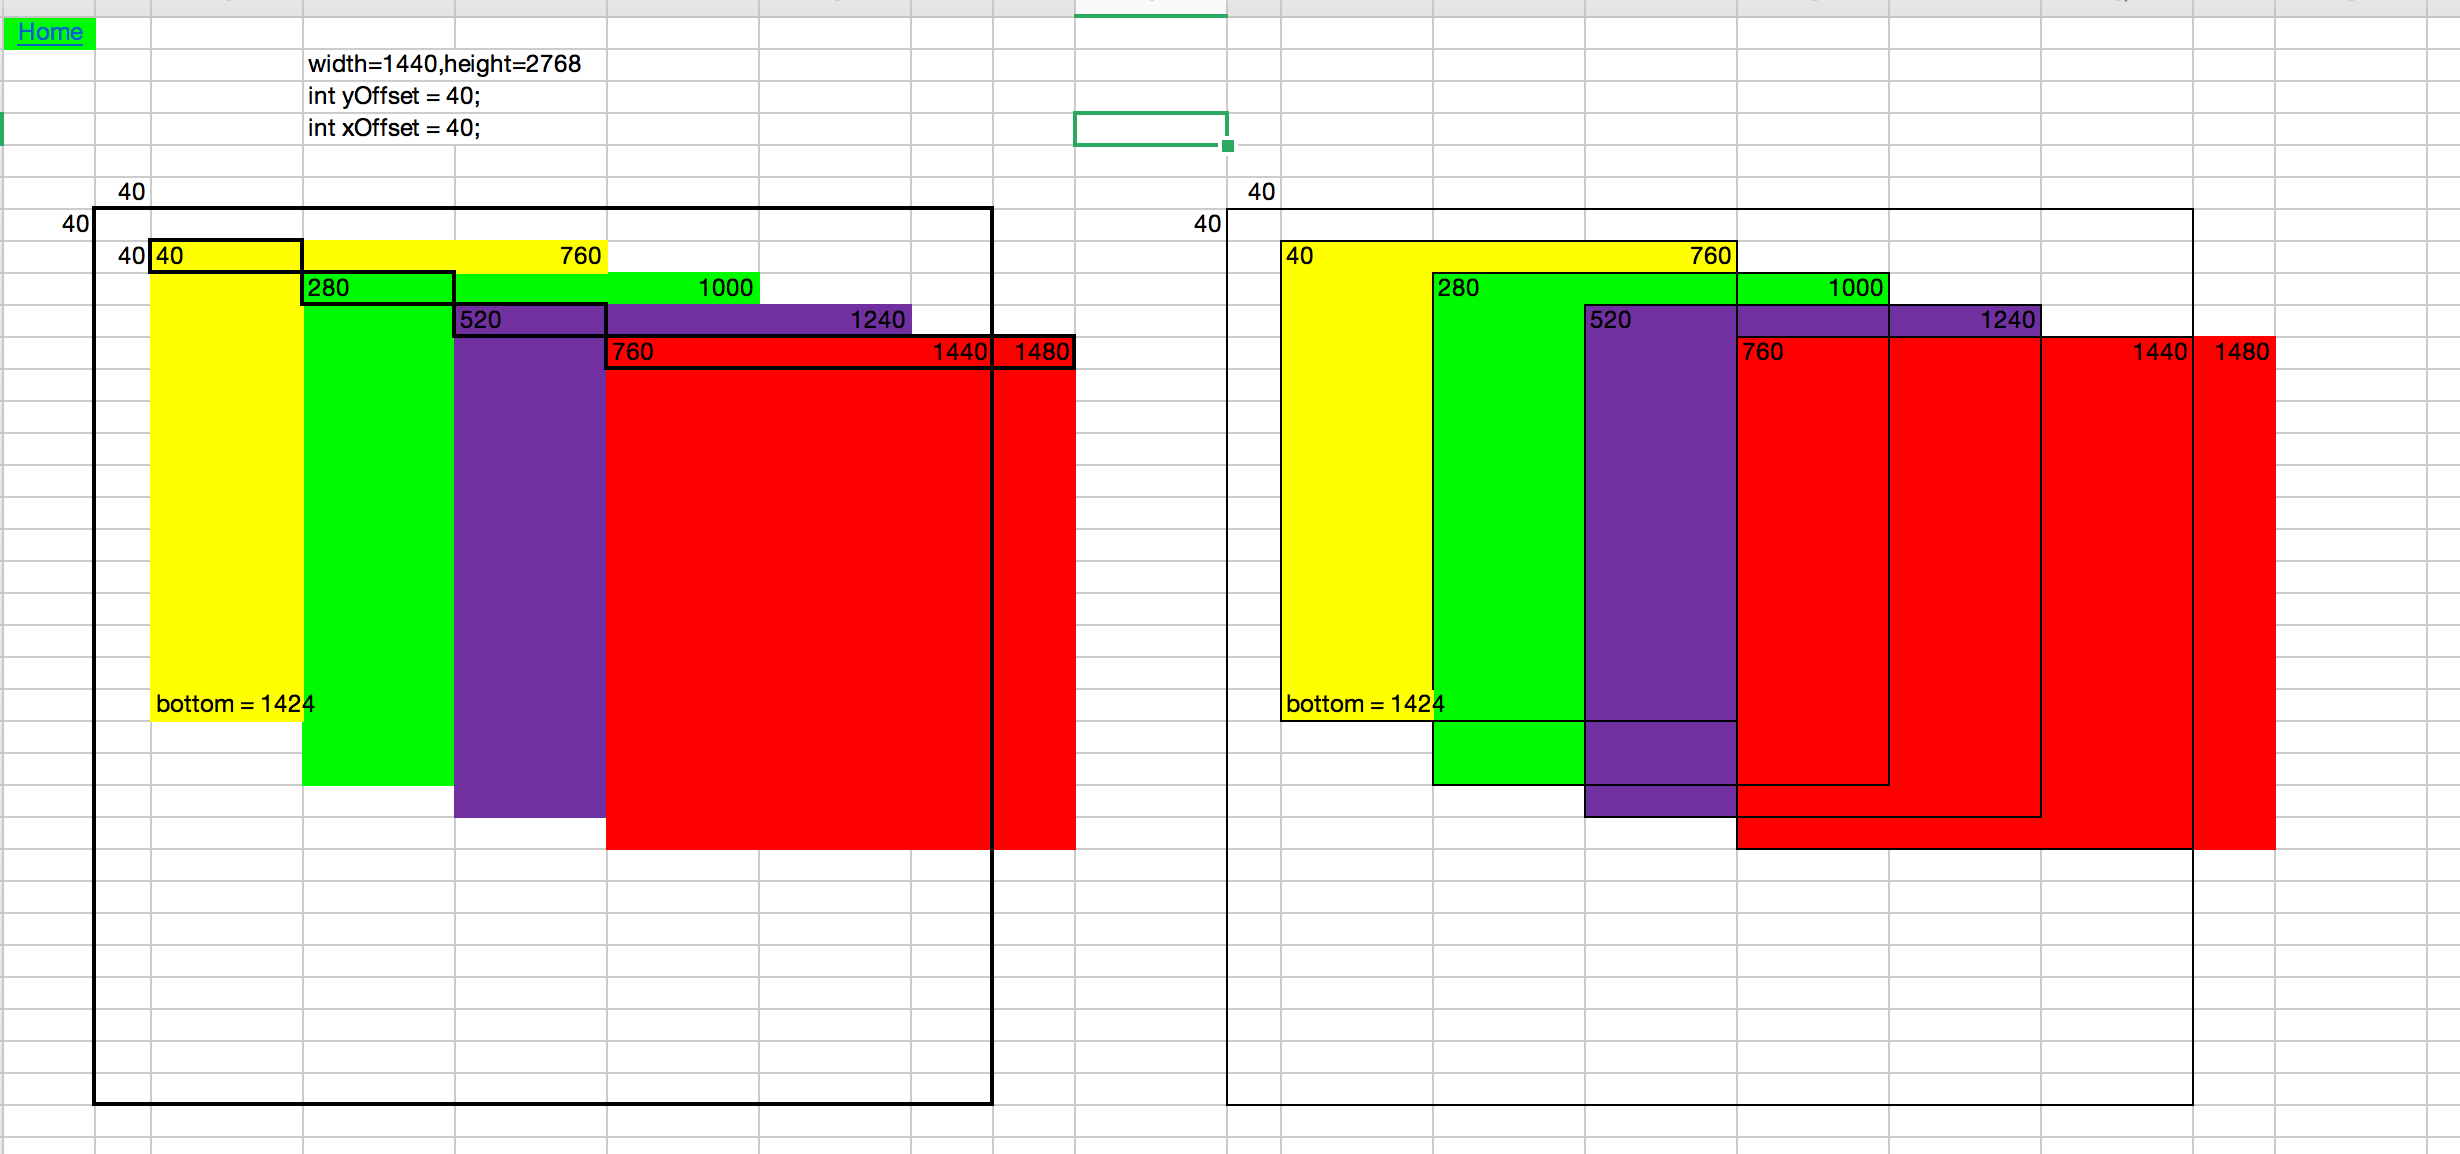 Home
width=1440,height=2768
int yOffset = 40;
int xOffset = 40;
40 40
40 40
40 40 760 40 760
280 1000 280 1000
520 1240 520 1240
760 1440 1480 760 1440 1480
bottom = 1424 bottom = 1424